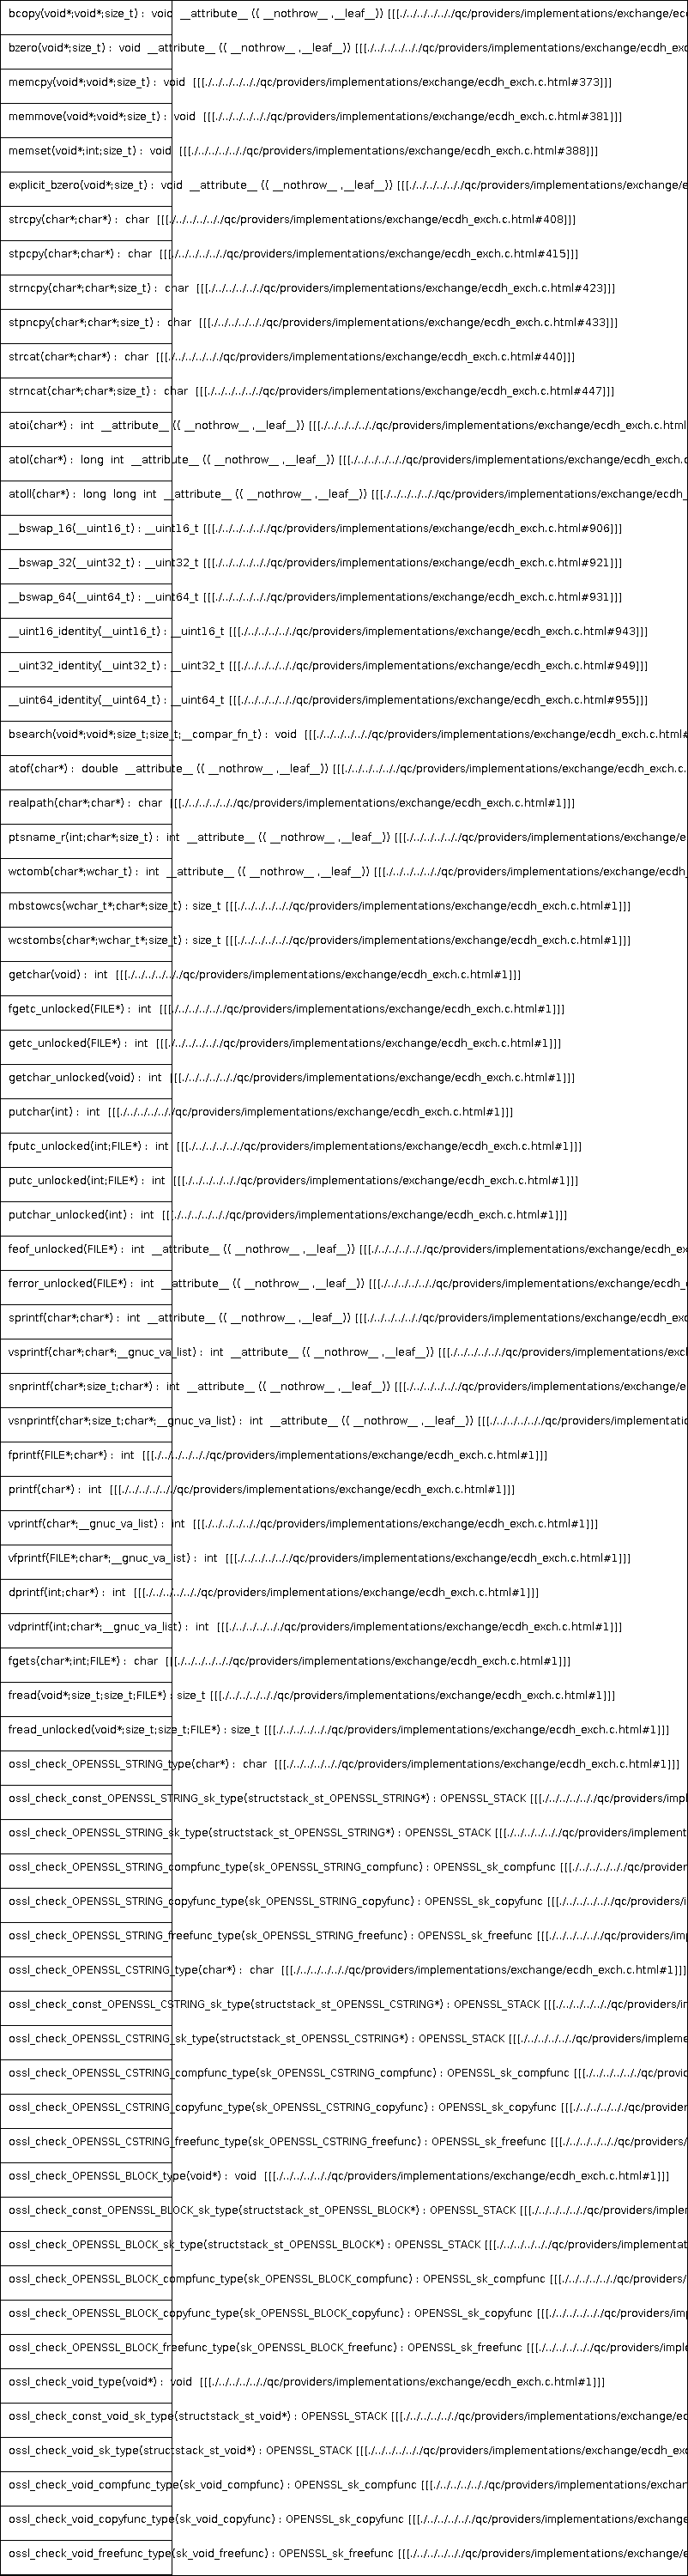 bcopy(void*;void*;size_t) : void __attribute__ (( __nothrow__ ,__leaf__)) [[[./../../../../../qc/providers/implementations/exchange/ec
bzero(void*;size_t) : void __attribute__ (( __nothrow__ ,__leaf__)) [[[./../../../../../qc/providers/implementations/exchange/ecdh_ex
memcpy(void*;void*;size_t) : void [[[./../../../../../qc/providers/implementations/exchange/ecdh_exch.c.html#373]]]
memmove(void*;void*;size_t) : void [[[./../../../../../qc/providers/implementations/exchange/ecdh_exch.c.html#381]]]
memset(void*;int;size_t) : void [[[./../../../../../qc/providers/implementations/exchange/ecdh_exch.c.html#388]]]
explicit_bzero(void*;size_t) : void __attribute__ (( __nothrow__ ,__leaf__)) [[[./../../../../../qc/providers/implementations/exchange/e
strcpy(char*;char*) : char [[[./../../../../../qc/providers/implementations/exchange/ecdh_exch.c.html#408]]]
stpcpy(char*;char*) : char [[[./../../../../../qc/providers/implementations/exchange/ecdh_exch.c.html#415]]]
strncpy(char*;char*;size_t) : char [[[./../../../../../qc/providers/implementations/exchange/ecdh_exch.c.html#423]]]
stpncpy(char*;char*;size_t) : char [[[./../../../../../qc/providers/implementations/exchange/ecdh_exch.c.html#433]]]
strcat(char*;char*) : char [[[./../../../../../qc/providers/implementations/exchange/ecdh_exch.c.html#440]]]
strncat(char*;char*;size_t) : char [[[./../../../../../qc/providers/implementations/exchange/ecdh_exch.c.html#447]]]
atoi(char*) : int __attribute__ (( __nothrow__ ,__leaf__)) [[[./../../../../../qc/providers/implementations/exchange/ecdh_exch.c.html
atol(char*) : long int __attribute__ (( __nothrow__ ,__leaf__)) [[[./../../../../../qc/providers/implementations/exchange/ecdh_exch.c
atoll(char*) : long long int __attribute__ (( __nothrow__ ,__leaf__)) [[[./../../../../../qc/providers/implementations/exchange/ecdh_
__bswap_16(__uint16_t) : __uint16_t [[[./../../../../../qc/providers/implementations/exchange/ecdh_exch.c.html#906]]]
__bswap_32(__uint32_t) : __uint32_t [[[./../../../../../qc/providers/implementations/exchange/ecdh_exch.c.html#921]]]
__bswap_64(__uint64_t) : __uint64_t [[[./../../../../../qc/providers/implementations/exchange/ecdh_exch.c.html#931]]]
__uint16_identity(__uint16_t) : __uint16_t [[[./../../../../../qc/providers/implementations/exchange/ecdh_exch.c.html#943]]]
__uint32_identity(__uint32_t) : __uint32_t [[[./../../../../../qc/providers/implementations/exchange/ecdh_exch.c.html#949]]]
__uint64_identity(__uint64_t) : __uint64_t [[[./../../../../../qc/providers/implementations/exchange/ecdh_exch.c.html#955]]]
bsearch(void*;void*;size_t;size_t;__compar_fn_t) : void [[[./../../../../../qc/providers/implementations/exchange/ecdh_exch.c.html#
atof(char*) : double __attribute__ (( __nothrow__ ,__leaf__)) [[[./../../../../../qc/providers/implementations/exchange/ecdh_exch.c.
realpath(char*;char*) : char [[[./../../../../../qc/providers/implementations/exchange/ecdh_exch.c.html#1]]]
ptsname_r(int;char*;size_t) : int __attribute__ (( __nothrow__ ,__leaf__)) [[[./../../../../../qc/providers/implementations/exchange/e
wctomb(char*;wchar_t) : int __attribute__ (( __nothrow__ ,__leaf__)) [[[./../../../../../qc/providers/implementations/exchange/ecdh_
mbstowcs(wchar_t*;char*;size_t) : size_t [[[./../../../../../qc/providers/implementations/exchange/ecdh_exch.c.html#1]]]
wcstombs(char*;wchar_t*;size_t) : size_t [[[./../../../../../qc/providers/implementations/exchange/ecdh_exch.c.html#1]]]
getchar(void) : int [[[./../../../../../qc/providers/implementations/exchange/ecdh_exch.c.html#1]]]
fgetc_unlocked(FILE*) : int [[[./../../../../../qc/providers/implementations/exchange/ecdh_exch.c.html#1]]]
getc_unlocked(FILE*) : int [[[./../../../../../qc/providers/implementations/exchange/ecdh_exch.c.html#1]]]
getchar_unlocked(void) : int [[[./../../../../../qc/providers/implementations/exchange/ecdh_exch.c.html#1]]]
putchar(int) : int [[[./../../../../../qc/providers/implementations/exchange/ecdh_exch.c.html#1]]]
fputc_unlocked(int;FILE*) : int [[[./../../../../../qc/providers/implementations/exchange/ecdh_exch.c.html#1]]]
putc_unlocked(int;FILE*) : int [[[./../../../../../qc/providers/implementations/exchange/ecdh_exch.c.html#1]]]
putchar_unlocked(int) : int [[[./../../../../../qc/providers/implementations/exchange/ecdh_exch.c.html#1]]]
feof_unlocked(FILE*) : int __attribute__ (( __nothrow__ ,__leaf__)) [[[./../../../../../qc/providers/implementations/exchange/ecdh_ex
ferror_unlocked(FILE*) : int __attribute__ (( __nothrow__ ,__leaf__)) [[[./../../../../../qc/providers/implementations/exchange/ecdh_
sprintf(char*;char*) : int __attribute__ (( __nothrow__ ,__leaf__)) [[[./../../../../../qc/providers/implementations/exchange/ecdh_exc
vsprintf(char*;char*;__gnuc_va_list) : int __attribute__ (( __nothrow__ ,__leaf__)) [[[./../../../../../qc/providers/implementations/exc
snprintf(char*;size_t;char*) : int __attribute__ (( __nothrow__ ,__leaf__)) [[[./../../../../../qc/providers/implementations/exchange/e
vsnprintf(char*;size_t;char*;__gnuc_va_list) : int __attribute__ (( __nothrow__ ,__leaf__)) [[[./../../../../../qc/providers/implementatio
fprintf(FILE*;char*) : int [[[./../../../../../qc/providers/implementations/exchange/ecdh_exch.c.html#1]]]
printf(char*) : int [[[./../../../../../qc/providers/implementations/exchange/ecdh_exch.c.html#1]]]
vprintf(char*;__gnuc_va_list) : int [[[./../../../../../qc/providers/implementations/exchange/ecdh_exch.c.html#1]]]
vfprintf(FILE*;char*;__gnuc_va_list) : int [[[./../../../../../qc/providers/implementations/exchange/ecdh_exch.c.html#1]]]
dprintf(int;char*) : int [[[./../../../../../qc/providers/implementations/exchange/ecdh_exch.c.html#1]]]
vdprintf(int;char*;__gnuc_va_list) : int [[[./../../../../../qc/providers/implementations/exchange/ecdh_exch.c.html#1]]]
fgets(char*;int;FILE*) : char [[[./../../../../../qc/providers/implementations/exchange/ecdh_exch.c.html#1]]]
fread(void*;size_t;size_t;FILE*) : size_t [[[./../../../../../qc/providers/implementations/exchange/ecdh_exch.c.html#1]]]
fread_unlocked(void*;size_t;size_t;FILE*) : size_t [[[./../../../../../qc/providers/implementations/exchange/ecdh_exch.c.html#1]]]
ossl_check_OPENSSL_STRING_type(char*) : char [[[./../../../../../qc/providers/implementations/exchange/ecdh_exch.c.html#1]]]
ossl_check_const_OPENSSL_STRING_sk_type(structstack_st_OPENSSL_STRING*) : OPENSSL_STACK [[[./../../../../../qc/providers/impl
ossl_check_OPENSSL_STRING_sk_type(structstack_st_OPENSSL_STRING*) : OPENSSL_STACK [[[./../../../../../qc/providers/implement
ossl_check_OPENSSL_STRING_compfunc_type(sk_OPENSSL_STRING_compfunc) : OPENSSL_sk_compfunc [[[./../../../../../qc/provider
ossl_check_OPENSSL_STRING_copyfunc_type(sk_OPENSSL_STRING_copyfunc) : OPENSSL_sk_copyfunc [[[./../../../../../qc/providers/i
ossl_check_OPENSSL_STRING_freefunc_type(sk_OPENSSL_STRING_freefunc) : OPENSSL_sk_freefunc [[[./../../../../../qc/providers/im
ossl_check_OPENSSL_CSTRING_type(char*) : char [[[./../../../../../qc/providers/implementations/exchange/ecdh_exch.c.html#1]]]
ossl_check_const_OPENSSL_CSTRING_sk_type(structstack_st_OPENSSL_CSTRING*) : OPENSSL_STACK [[[./../../../../../qc/providers/i
ossl_check_OPENSSL_CSTRING_sk_type(structstack_st_OPENSSL_CSTRING*) : OPENSSL_STACK [[[./../../../../../qc/providers/impleme
ossl_check_OPENSSL_CSTRING_compfunc_type(sk_OPENSSL_CSTRING_compfunc) : OPENSSL_sk_compfunc [[[./../../../../../qc/provid
ossl_check_OPENSSL_CSTRING_copyfunc_type(sk_OPENSSL_CSTRING_copyfunc) : OPENSSL_sk_copyfunc [[[./../../../../../qc/provider
ossl_check_OPENSSL_CSTRING_freefunc_type(sk_OPENSSL_CSTRING_freefunc) : OPENSSL_sk_freefunc [[[./../../../../../qc/providers/
ossl_check_OPENSSL_BLOCK_type(void*) : void [[[./../../../../../qc/providers/implementations/exchange/ecdh_exch.c.html#1]]]
ossl_check_const_OPENSSL_BLOCK_sk_type(structstack_st_OPENSSL_BLOCK*) : OPENSSL_STACK [[[./../../../../../qc/providers/implem
ossl_check_OPENSSL_BLOCK_sk_type(structstack_st_OPENSSL_BLOCK*) : OPENSSL_STACK [[[./../../../../../qc/providers/implementat
ossl_check_OPENSSL_BLOCK_compfunc_type(sk_OPENSSL_BLOCK_compfunc) : OPENSSL_sk_compfunc [[[./../../../../../qc/providers/
ossl_check_OPENSSL_BLOCK_copyfunc_type(sk_OPENSSL_BLOCK_copyfunc) : OPENSSL_sk_copyfunc [[[./../../../../../qc/providers/im
ossl_check_OPENSSL_BLOCK_freefunc_type(sk_OPENSSL_BLOCK_freefunc) : OPENSSL_sk_freefunc [[[./../../../../../qc/providers/imple
ossl_check_void_type(void*) : void [[[./../../../../../qc/providers/implementations/exchange/ecdh_exch.c.html#1]]]
ossl_check_const_void_sk_type(structstack_st_void*) : OPENSSL_STACK [[[./../../../../../qc/providers/implementations/exchange/ec
ossl_check_void_sk_type(structstack_st_void*) : OPENSSL_STACK [[[./../../../../../qc/providers/implementations/exchange/ecdh_ex
ossl_check_void_compfunc_type(sk_void_compfunc) : OPENSSL_sk_compfunc [[[./../../../../../qc/providers/implementations/exchan
ossl_check_void_copyfunc_type(sk_void_copyfunc) : OPENSSL_sk_copyfunc [[[./../../../../../qc/providers/implementations/exchange
ossl_check_void_freefunc_type(sk_void_freefunc) : OPENSSL_sk_freefunc [[[./../../../../../qc/providers/implementations/exchange/e